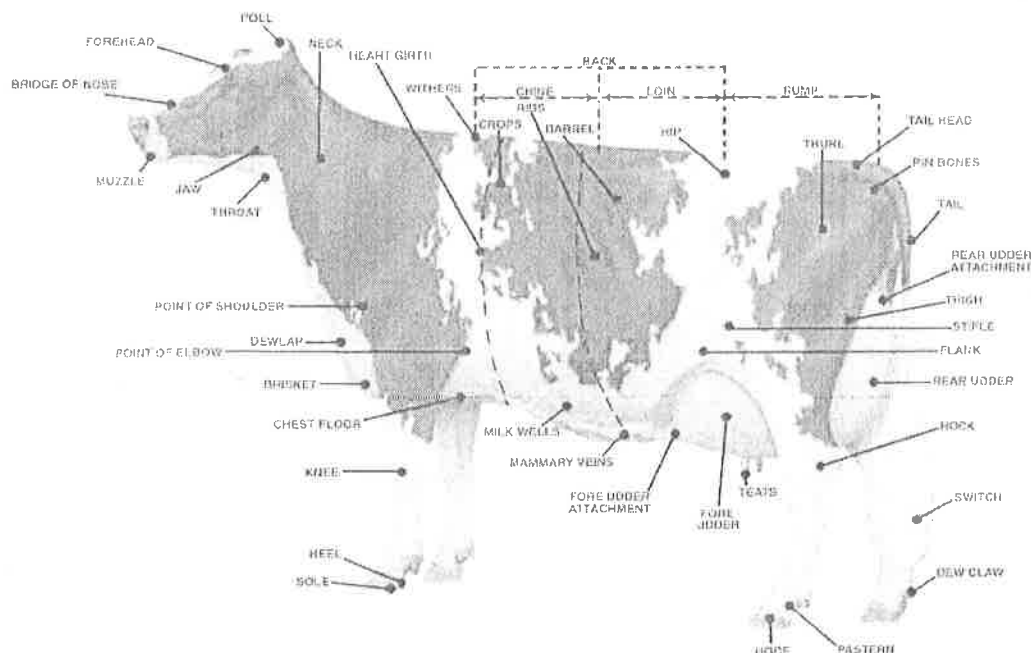 POLL
FOREHEAD
NECK
HEART GIRTH
BACK
BRIDGE OF NOSE
WITHERS
CHINE
LOIN
RUMP
RIBS
CROPS
BARREL
HIP
TAIL HEAD
THURL
PIN BONES
MUZZLE
JAW
THROAT
TAIL
REAR UDDER
ATTACHMENT
POINT OF SHOULDER
THIGH
STIFLE
DEWLAP
POINT OF ELBOW
FLANK
BRISKET
REAR UDDER
CHEST FLOOR
MILK WELLS
HOCK
MAMMARY VEINS
KNEE
TEATS
FORE UDDER
ATTACHMENT
FORE
UDDER
SWITCH
HEEL
SOLE
DEW CLAW
HOOF
PASTERN